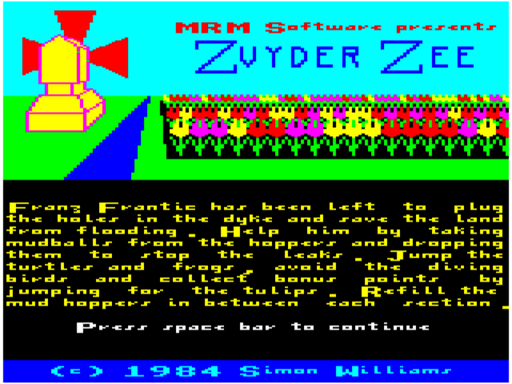 MRM Software presents
ZUYDER ZEE
Franz Frantic has been left to plug
the holes in the dyke and save the land
from flooding. Help him by taking
mudballs from the hoppers and dropping
them to stop the leaks. Jump the
turtles and frogs, avoid the diving
birds and collect bonus points by
jumping for the tulips. Refill the
mud hoppers in between each section.
Press space bar to continue
(c) 1984 Simon Williams